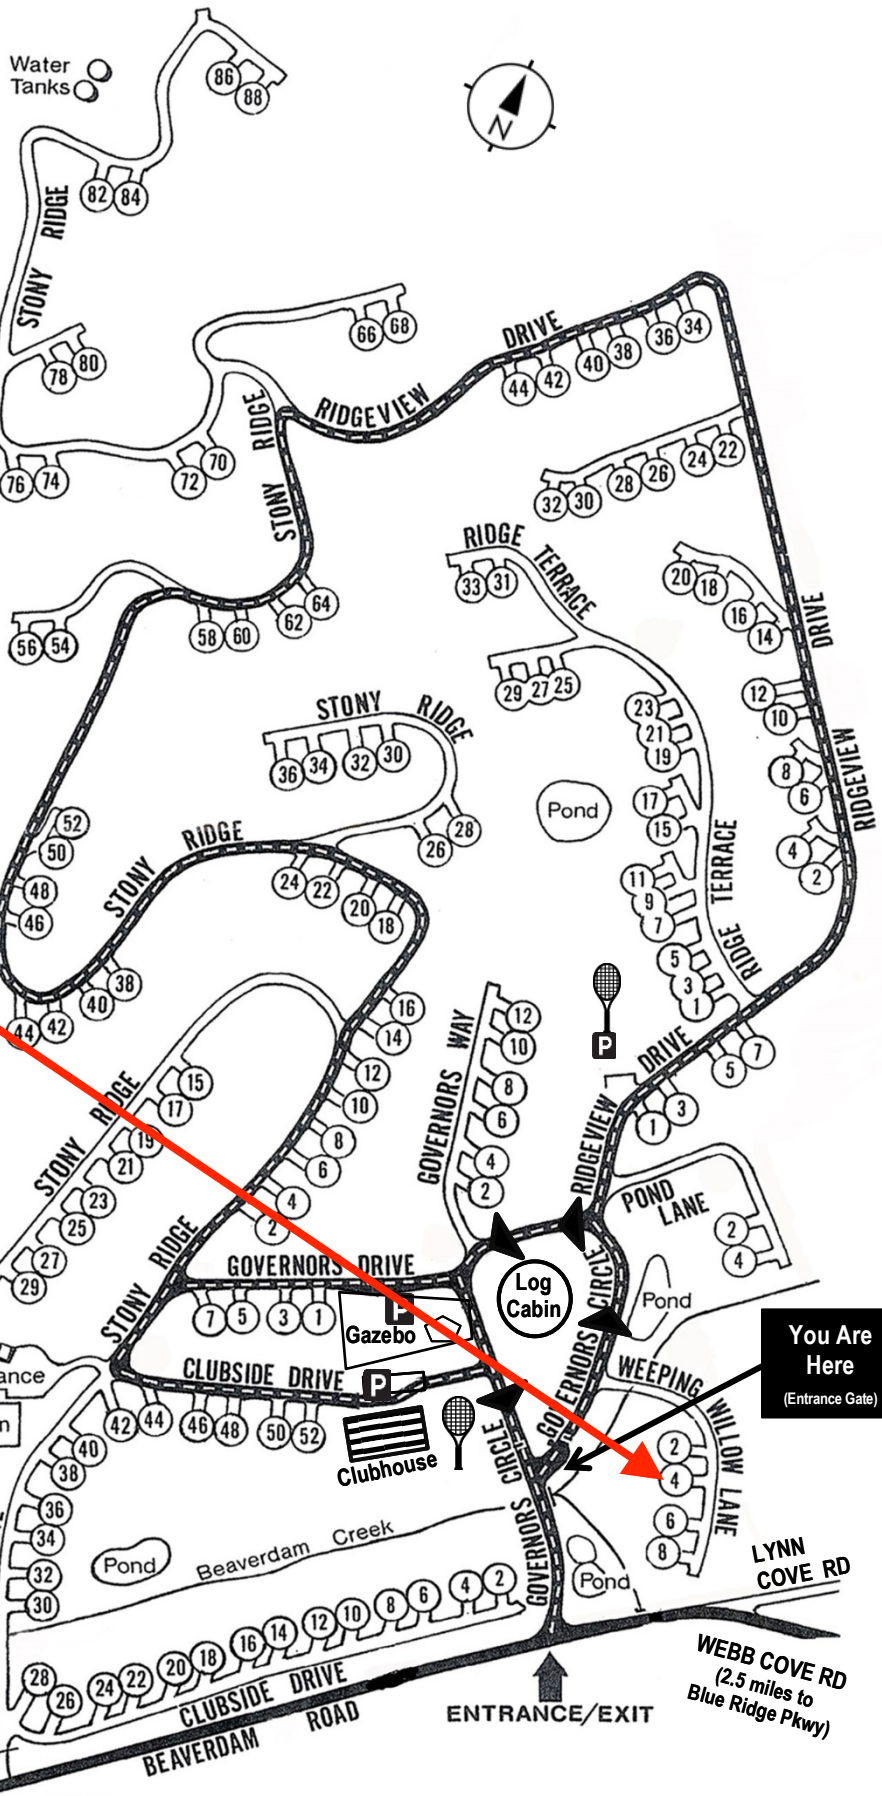 Water
Tanks
86
88
N
82
84
STONY RIDGE
78
80
66
68
DRIVE
RIDGEVIEW
44
42
40
38
36
34
STONY RIDGE
76
74
72
70
32
30
28
26
24
22
RIDGE TERRACE
33
31
20
18
16
14
DRIVE
56
54
58
60
62
64
29
27
25
23
21
19
12
10
8
6
RIDGEVIEW
STONY RIDGE
36
34
32
30
28
26
Pond
17
15
4
2
52
50
48
46
STONY RIDGE
24
22
20
18
11
9
7
5
3
1
RIDGE TERRACE
44
42
40
38
16
14
12
10
8
6
4
2
GOVERNORS WAY
12
10
8
6
4
2
P
RIDGEVIEW DRIVE
5
7
1
3
STONY RIDGE
15
17
19
21
23
25
27
29
POND
LANE
2
4
STONY RIDGE
GOVERNORS DRIVE
7
5
3
1
P
Gazebo
Log
Cabin
GOVERNORS CIRCLE
Pond
You Are
Here
(Entrance Gate)
ance
n
CLUBSIDE DRIVE
P
42
44
46
48
50
52
Clubhouse
WEEPING WILLOW LANE
2
4
6
8
40
38
36
34
32
30
GOVERNORS CIRCLE
Pond
Beaverdam Creek
Pond
LYNN
COVE RD
28
26
24
22
20
18
16
14
12
10
8
6
4
2
CLUBSIDE DRIVE
BEAVERDAM ROAD
ENTRANCE/EXIT
WEBB COVE RD
(2.5 miles to
Blue Ridge Pkwy)